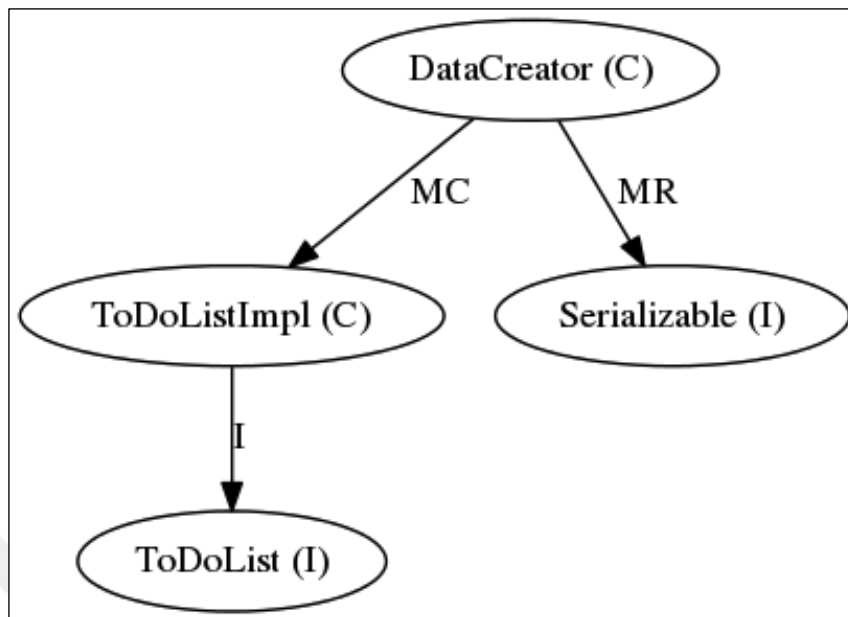 DataCreator (C)
MC
MR
ToDoListImpl (C)
Serializable (I)
I
ToDoList (I)